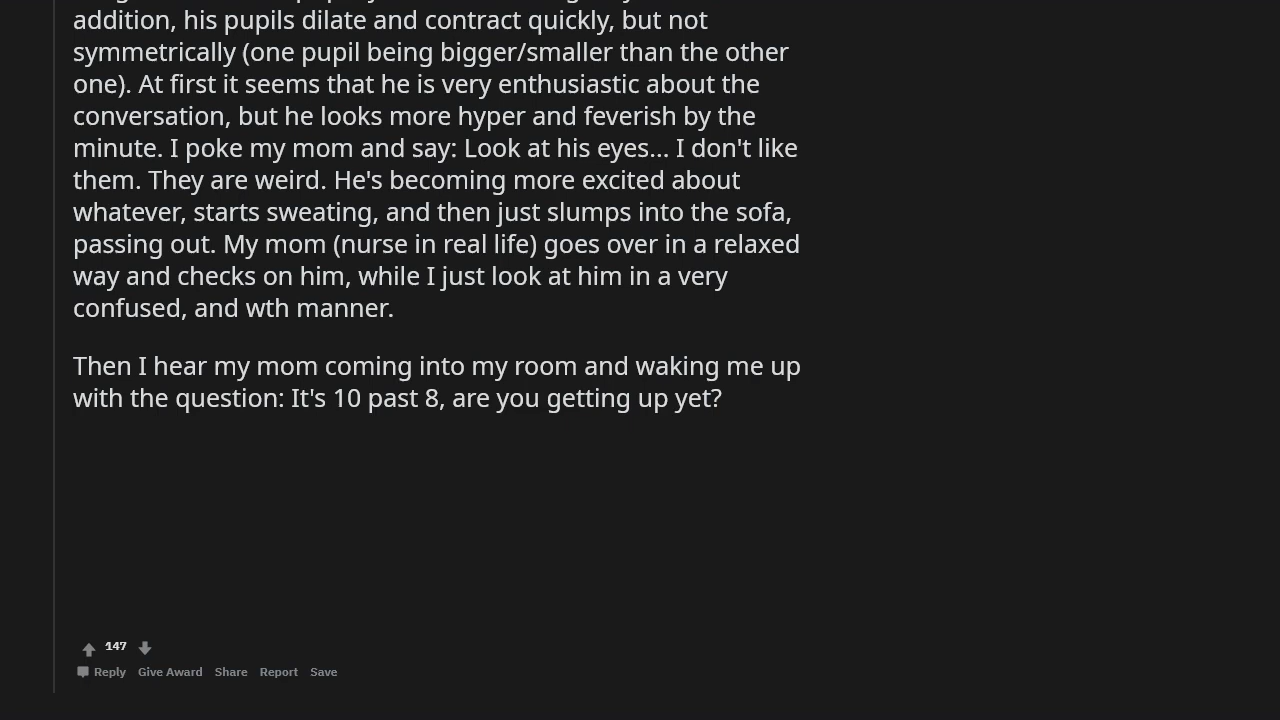 addition, his pupils dilate and contract quickly, but not
symmetrically (one pupil being bigger/smaller than the other
one). At first it seems that he is very enthusiastic about the
conversation, but he looks more hyper and feverish by the
minute. I poke my mom and say: Look at his eyes... I don't like
them. They are weird. He's becoming more excited about
whatever, starts sweating, and then just slumps into the sofa,
passing out. My mom (nurse in real life) goes over in a relaxed
way and checks on him, while I just look at him in a very
confused, and wth manner.
Then I hear my mom coming into my room and waking me up
with the question: It's 10 past 8, are you getting up yet?
147
Reply Give Award Share Report Save